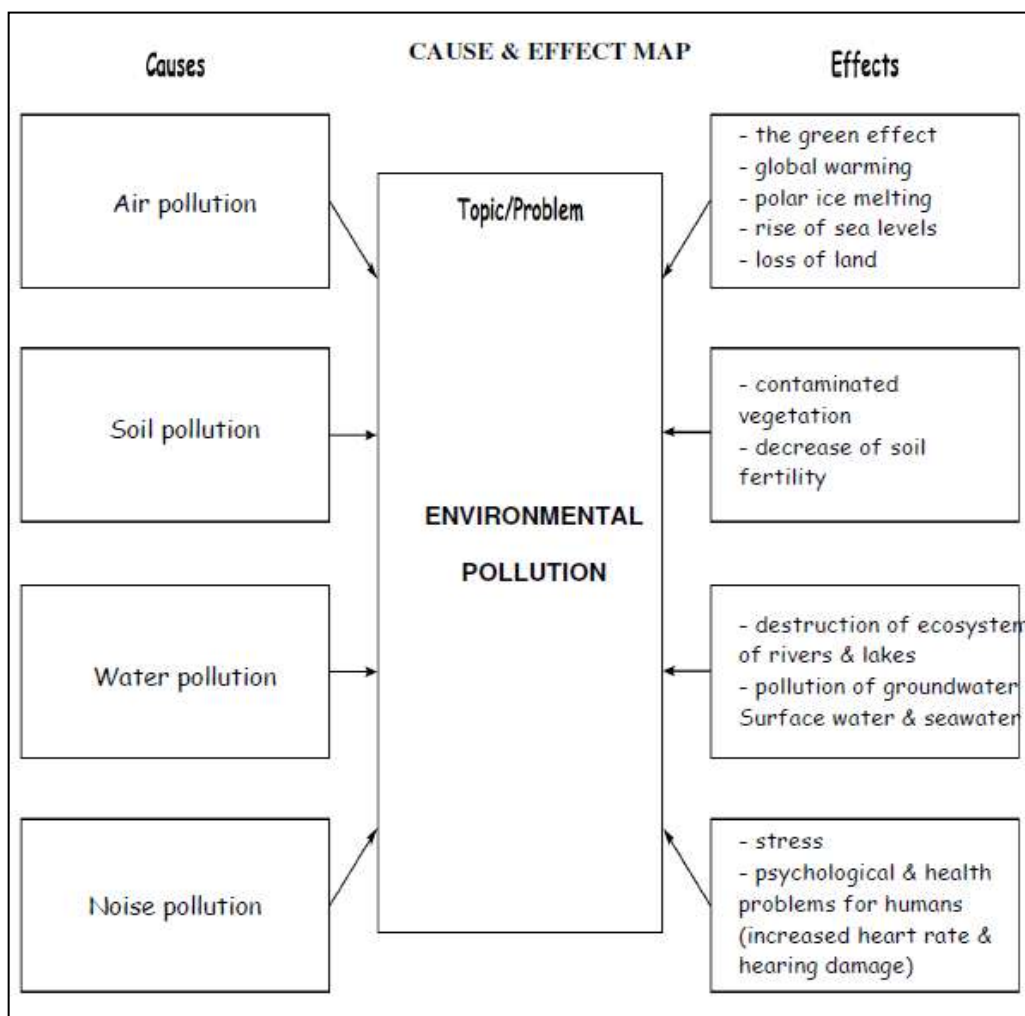 CAUSE & EFFECT MAP
Causes
Effects
Air pollution
Soil pollution
Water pollution
Noise pollution
Topic/Problem
ENVIRONMENTAL
POLLUTION
- the green effect
- global warming
- polar ice melting
- rise of sea levels
- loss of land
- contaminated
vegetation
- decrease of soil
fertility
- destruction of ecosystem
of rivers & lakes
- pollution of groundwater
Surface water & seawater
- stress
- psychological & health
problems for humans
(increased heart rate &
hearing damage)